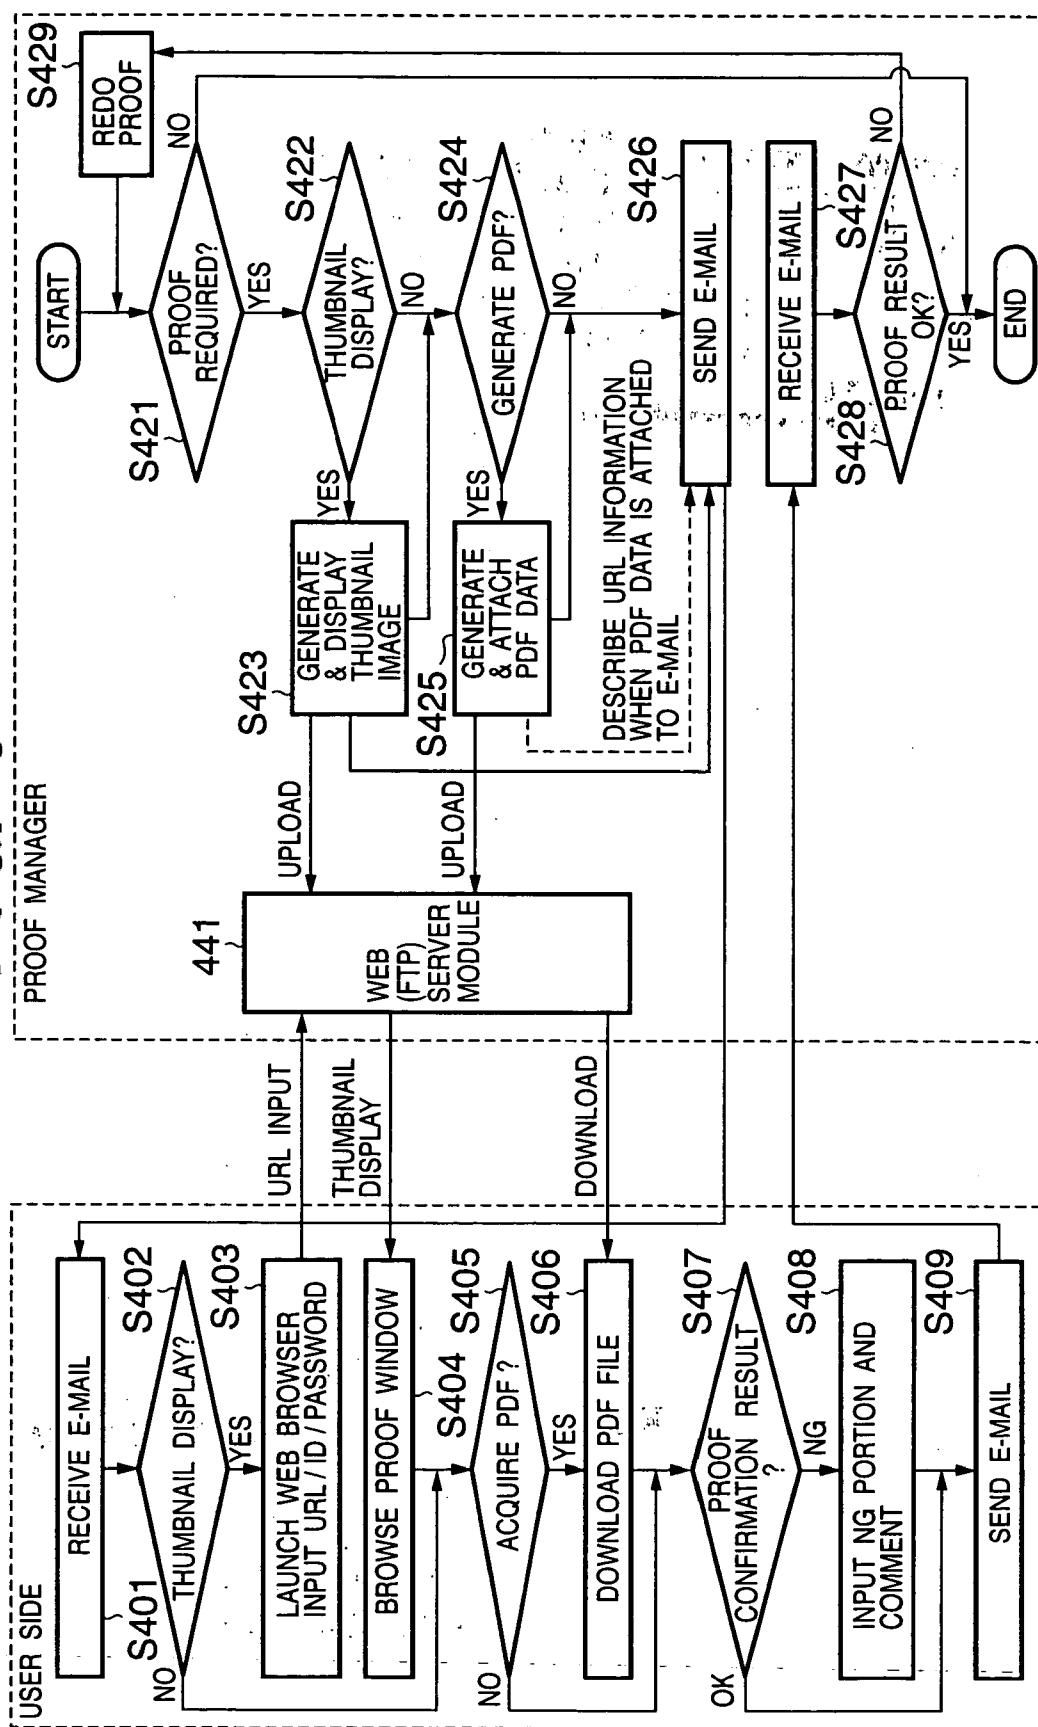 USER SIDE
RECEIVE E-MAIL
S401
THUMBNAIL DISPLAY?
S402
NO
YES
LAUNCH WEB BROWSER
INPUT URL / ID / PASSWORD
S403
BROWSE PROOF WINDOW
S404
ACQUIRE PDF ?
S405
NO
YES
DOWNLOAD PDF FILE
S406
PROOF
CONFIRMATION RESULT
?
S407
OK
NG
INPUT NG PORTION AND
COMMENT
S408
SEND E-MAIL
S409
URL INPUT
THUMBNAIL
DISPLAY
DOWNLOAD
PROOF MANAGER
441
WEB
(FTP)
SERVER
MODULE
UPLOAD
UPLOAD
START
REDO
PROOF
S429
PROOF
REQUIRED?
S421
NO
YES
THUMBNAIL
DISPLAY?
S422
YES
NO
GENERATE
& DISPLAY
THUMBNAIL
IMAGE
S423
GENERATE PDF?
S424
YES
NO
GENERATE
& ATTACH
PDF DATA
S425
DESCRIBE URL INFORMATION
WHEN PDF DATA IS ATTACHED
TO E-MAIL
SEND E-MAIL
S426
RECEIVE E-MAIL
S427
PROOF RESULT
OK?
S428
NO
YES
END